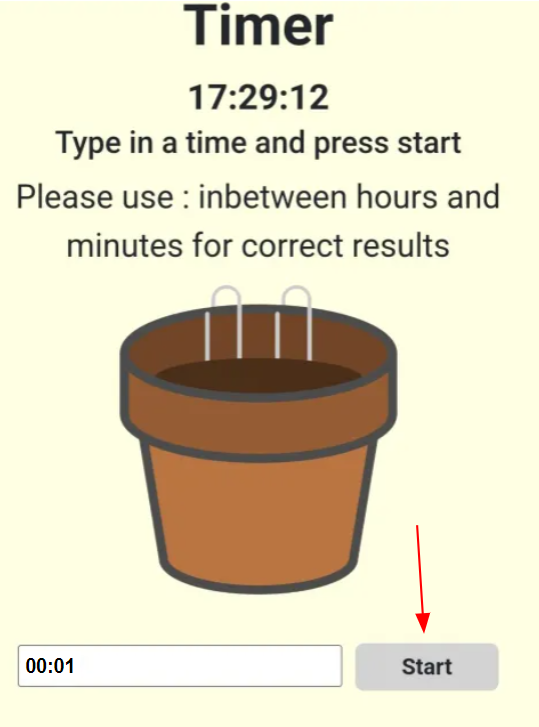 Timer
17:29:12
Type in a time and press start
Please use : inbetween hours and
minutes for correct results
00:01
Start